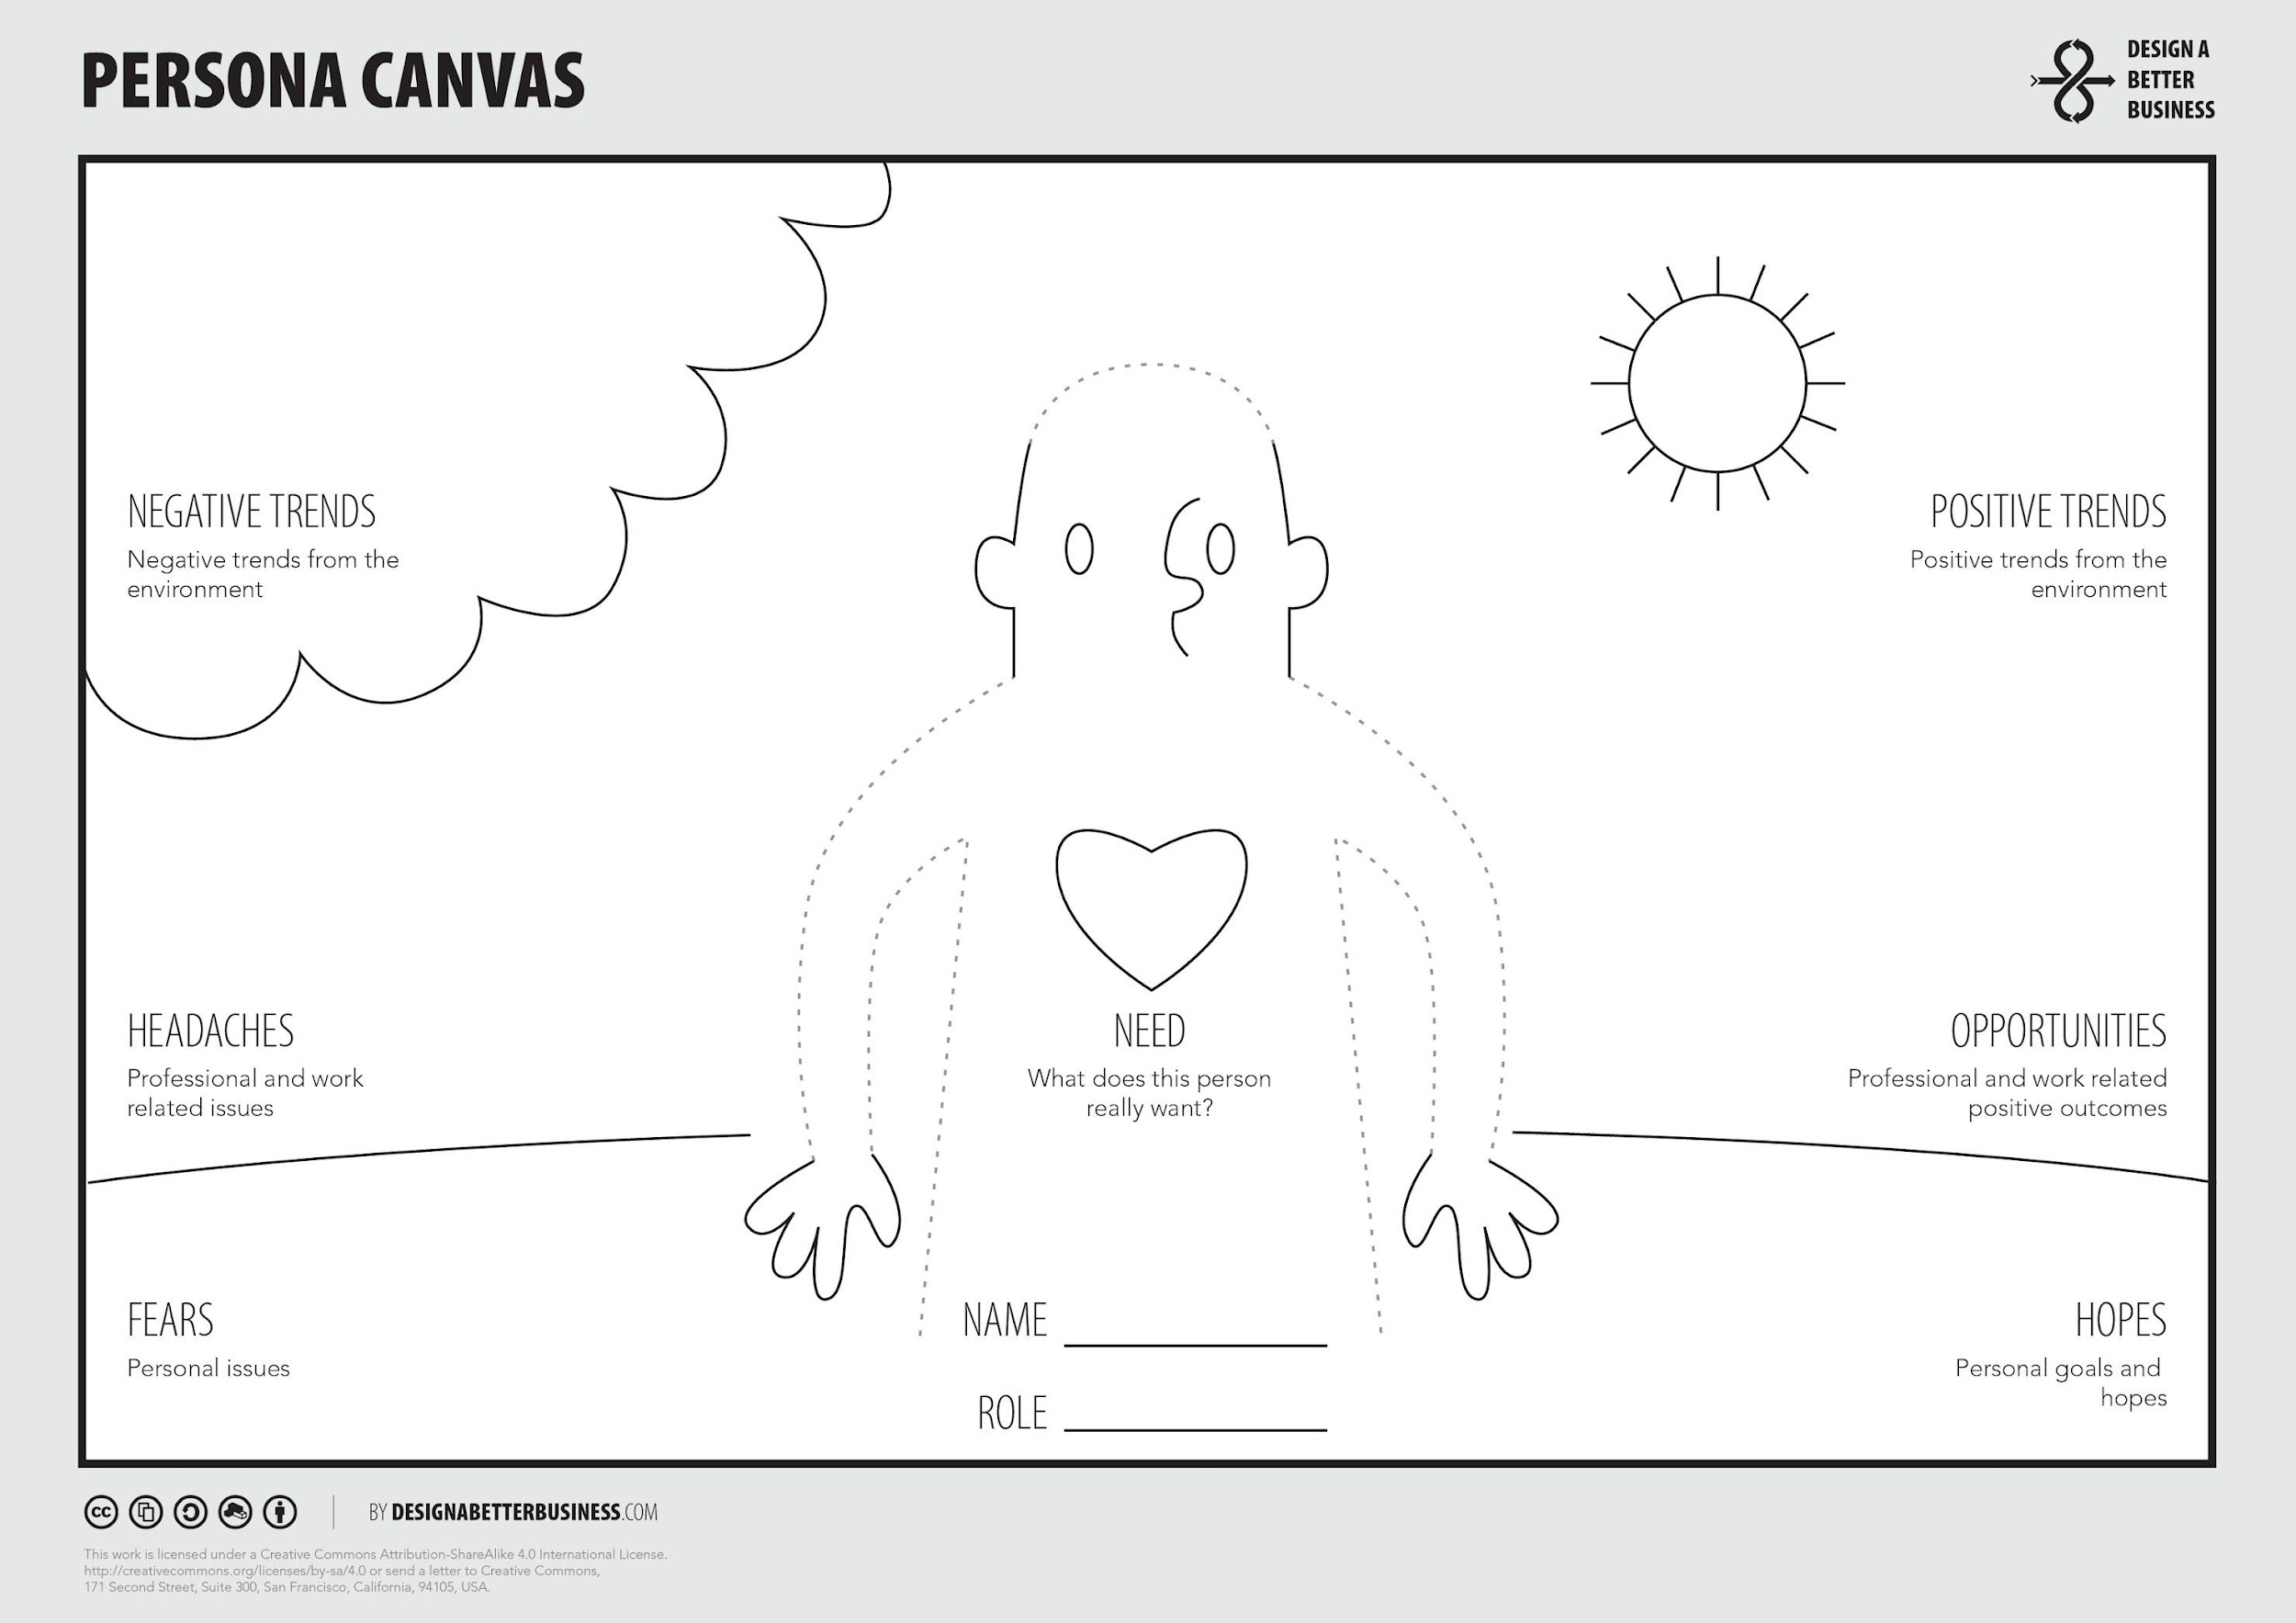 PERSONA CANVAS
DESIGN A
BETTER
BUSINESS
NEGATIVE TRENDS
Negative trends from the
environment
POSITIVE TRENDS
Positive trends from the
environment
HEADACHES
Professional and work
related issues
NEED
What does this person
really want?
OPPORTUNITIES
Professional and work related
positive outcomes
FEARS
Personal issues
NAME
ROLE
HOPES
Personal goals and
hopes
cc
BY DESIGNABETTERBUSINESS.COM
This work is licensed under a Creative Commons Attribution-ShareAlike 4.0 International License.
http://creativecommons.org/licenses/by-sa/4.0 or send a letter to Creative Commons,
171 Second Street, Suite 300, San Francisco, California, 94105, USA.